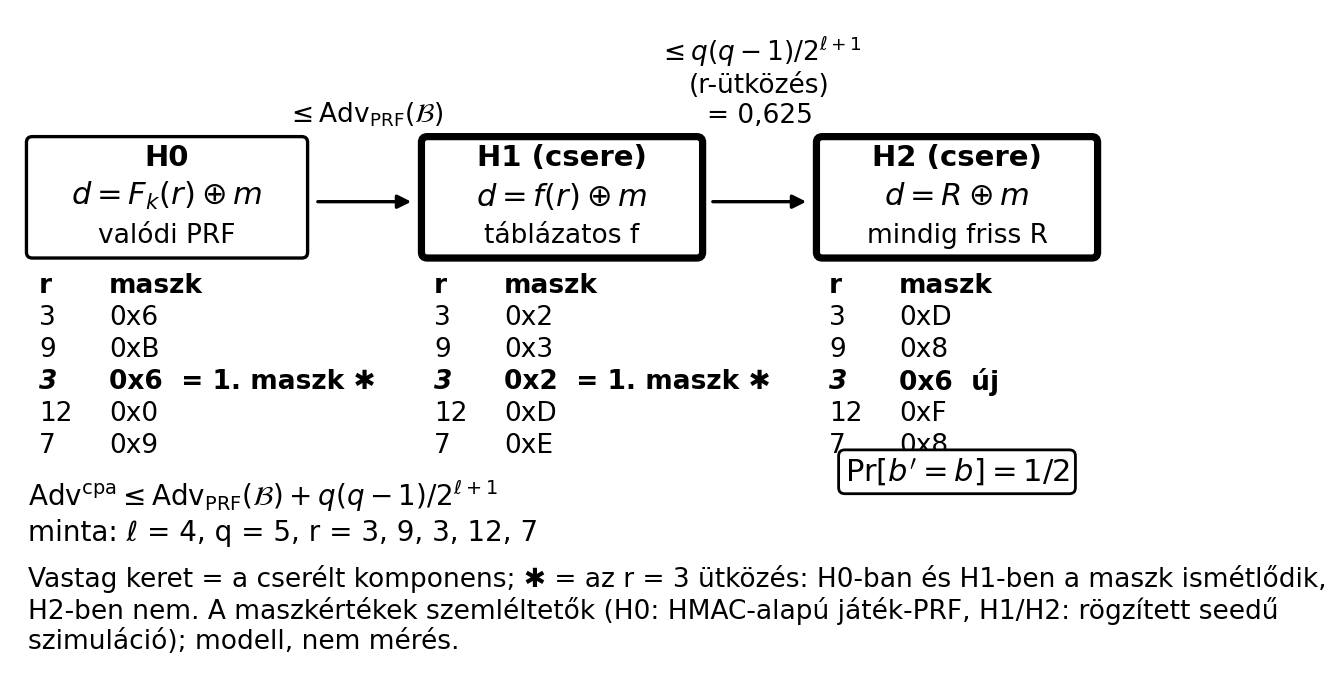 ≤ q(q − 1)/2^{ℓ+1}
(r-ütközés)
≤ Adv_{PRF}(ℬ)
= 0,625
H0
d = F_k(r) ⊕ m
valódi PRF
H1 (csere)
d = f(r) ⊕ m
táblázatos f
H2 (csere)
d = R ⊕ m
mindig friss R
r maszk
3 0x6
9 0xB
3 0x6 = 1. maszk ✱
12 0x0
7 0x9
r maszk
3 0x2
9 0x3
3 0x2 = 1. maszk ✱
12 0xD
7 0xE
r maszk
3 0xD
9 0x8
3 0x6 új
12 0xF
7 0x8
Pr[b′ = b] = 1/2
Adv^{cpa} ≤ Adv_{PRF}(ℬ) + q(q − 1)/2^{ℓ+1}
minta: ℓ = 4, q = 5, r = 3, 9, 3, 12, 7
Vastag keret = a cserélt komponens; ✱ = az r = 3 ütközés: H0-ban és H1-ben a maszk ismétlődik,
H2-ben nem. A maszkértékek szemléltetők (H0: HMAC-alapú játék-PRF, H1/H2: rögzített seedű
szimuláció); modell, nem mérés.